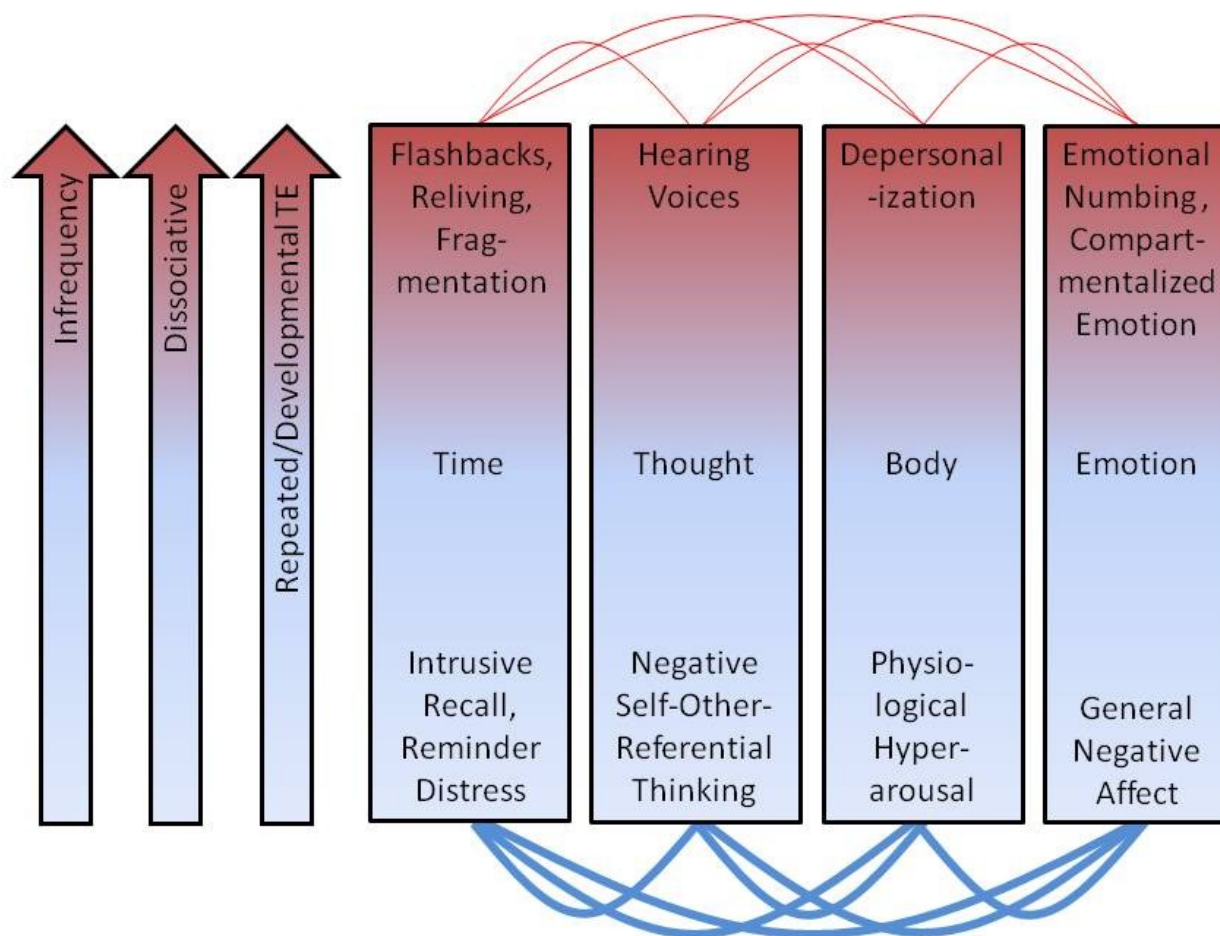 Infrequency
Dissociative
Repeated/Developmental TE
Flashbacks,
Reliving,
Frag-
mentation
Time
Intrusive
Recall,
Reminder
Distress
Hearing
Voices
Thought
Negative
Self-Other-
Referential
Thinking
Depersonal
-ization
Body
Physio-
logical
Hyper-
arousal
Emotional
Numbing,
Compart-
mentalized
Emotion
Emotion
General
Negative
Affect